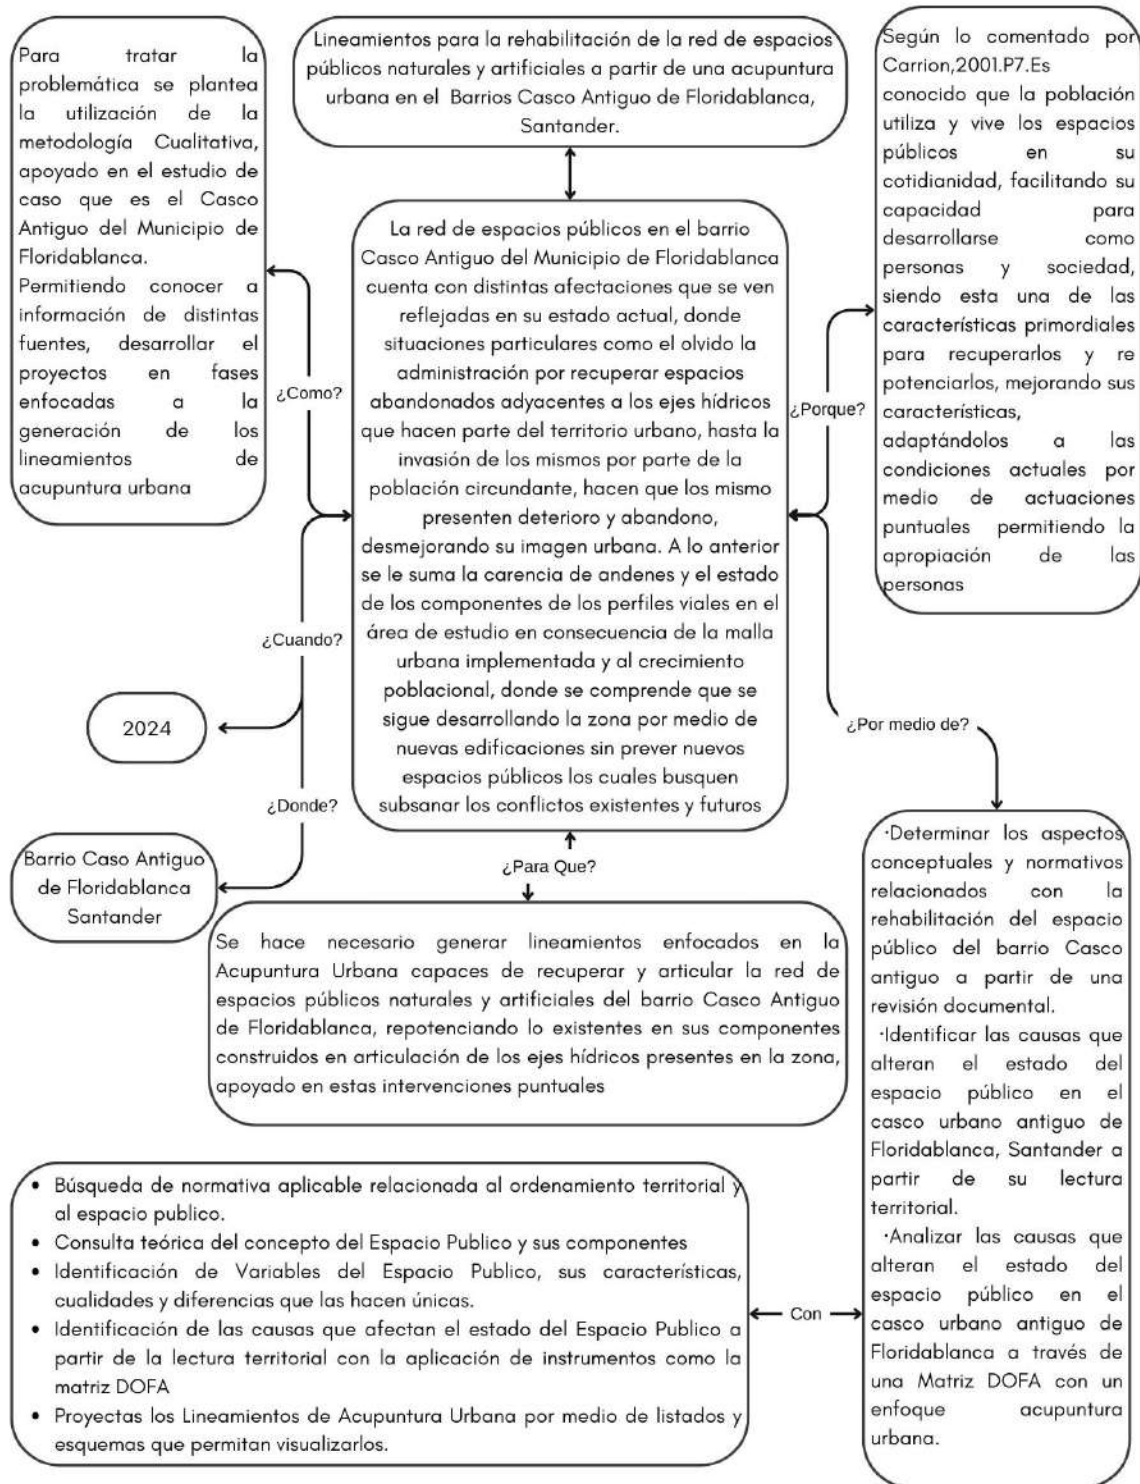 Lineamientos para la rehabilitación de la red de espacios
públicos naturales y artificiales a partir de una acupuntura
urbana en el Barrios Casco Antiguo de Floridablanca,
Santander.
Para tratar la
problemática se plantea
la utilización de la
metodología Cualitativa,
apoyado en el estudio de
caso que es el Casco
Antiguo del Municipio de
Floridablanca.
Permitiendo conocer a
información de distintas
fuentes, desarrollar el
proyectos en fases
enfocadas a la
generación de los
lineamientos de
acupuntura urbana
¿Como?
La red de espacios públicos en el barrio
Casco Antiguo del Municipio de Floridablanca
cuenta con distintas afectaciones que se ven
reflejadas en su estado actual, donde
situaciones particulares como el olvido la
administración por recuperar espacios
abandonados adyacentes a los ejes hídricos
que hacen parte del territorio urbano, hasta la
invasión de los mismos por parte de la
población circundante, hacen que los mismo
presenten deterioro y abandono,
desmejorando su imagen urbana. A lo anterior
se le suma la carencia de andenes y el estado
de los componentes de los perfiles viales en el
área de estudio en consecuencia de la malla
urbana implementada y al crecimiento
poblacional, donde se comprende que se
sigue desarrollando la zona por medio de
nuevas edificaciones sin prever nuevos
espacios públicos los cuales busquen
subsanar los conflictos existentes y futuros
¿Porque?
Según lo comentado por
Carrion,2001.P7.Es
conocido que la población
utiliza y vive los espacios
públicos en su
cotidianidad, facilitando su
capacidad para
desarrollarse como
personas y sociedad,
siendo esta una de las
características primordiales
para recuperarlos y re
potenciarlos, mejorando sus
características,
adaptándolos a las
condiciones actuales por
medio de actuaciones
puntuales permitiendo la
apropiación de las
personas
¿Cuando?
2024
¿Donde?
Barrio Caso Antiguo
de Floridablanca
Santander
¿Para Que?
Se hace necesario generar lineamientos enfocados en la
Acupuntura Urbana capaces de recuperar y articular la red de
espacios públicos naturales y artificiales del barrio Casco Antiguo
de Floridablanca, repotenciando lo existentes en sus componentes
construidos en articulación de los ejes hídricos presentes en la zona,
apoyado en estas intervenciones puntuales
¿Por medio de?
·Determinar los aspectos
conceptuales y normativos
relacionados con la
rehabilitación del espacio
público del barrio Casco
antiguo a partir de una
revisión documental.
·Identificar las causas que
alteran el estado del
espacio público en el
casco urbano antiguo de
Floridablanca, Santander a
partir de su lectura
territorial.
·Analizar las causas que
alteran el estado del
espacio público en el
casco urbano antiguo de
Floridablanca a través de
una Matriz DOFA con un
enfoque acupuntura
urbana.
Con
• Búsqueda de normativa aplicable relacionada al ordenamiento territorial y
al espacio publico.
• Consulta teórica del concepto del Espacio Publico y sus componentes
• Identificación de Variables del Espacio Publico, sus características,
cualidades y diferencias que las hacen únicas.
• Identificación de las causas que afectan el estado del Espacio Publico a
partir de la lectura territorial con la aplicación de instrumentos como la
matriz DOFA
• Proyectas los Lineamientos de Acupuntura Urbana por medio de listados y
esquemas que permitan visualizarlos.